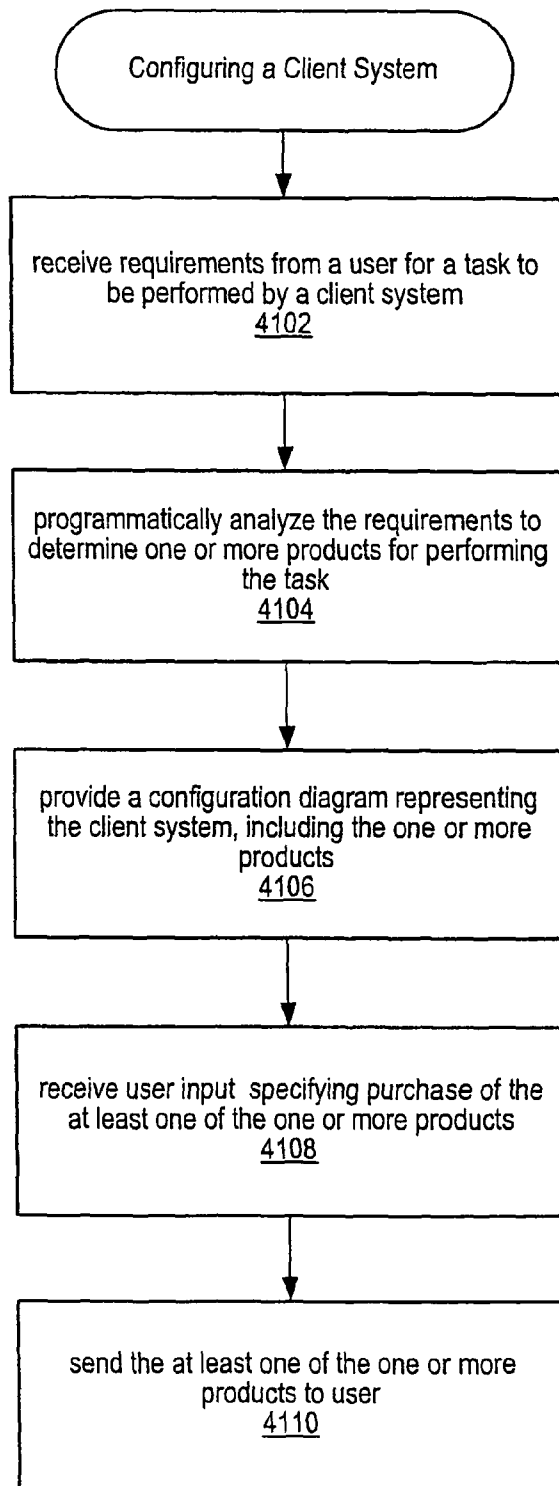 Configuring a Client System
receive requirements from a user for a task to
be performed by a client system
4102
programmatically analyze the requirements to
determine one or more products for performing
the task
4104
provide a configuration diagram representing
the client system, including the one or more
products
4106
receive user input specifying purchase of the
at least one of the one or more products
4108
send the at least one of the one or more
products to user
4110